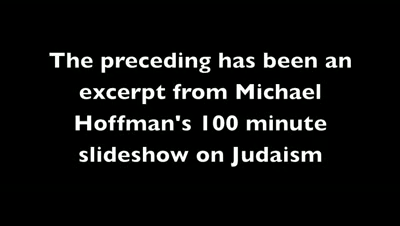 The preceding has been an
excerpt from Michael
Hoffman's 100 minute
slideshow on Judaism